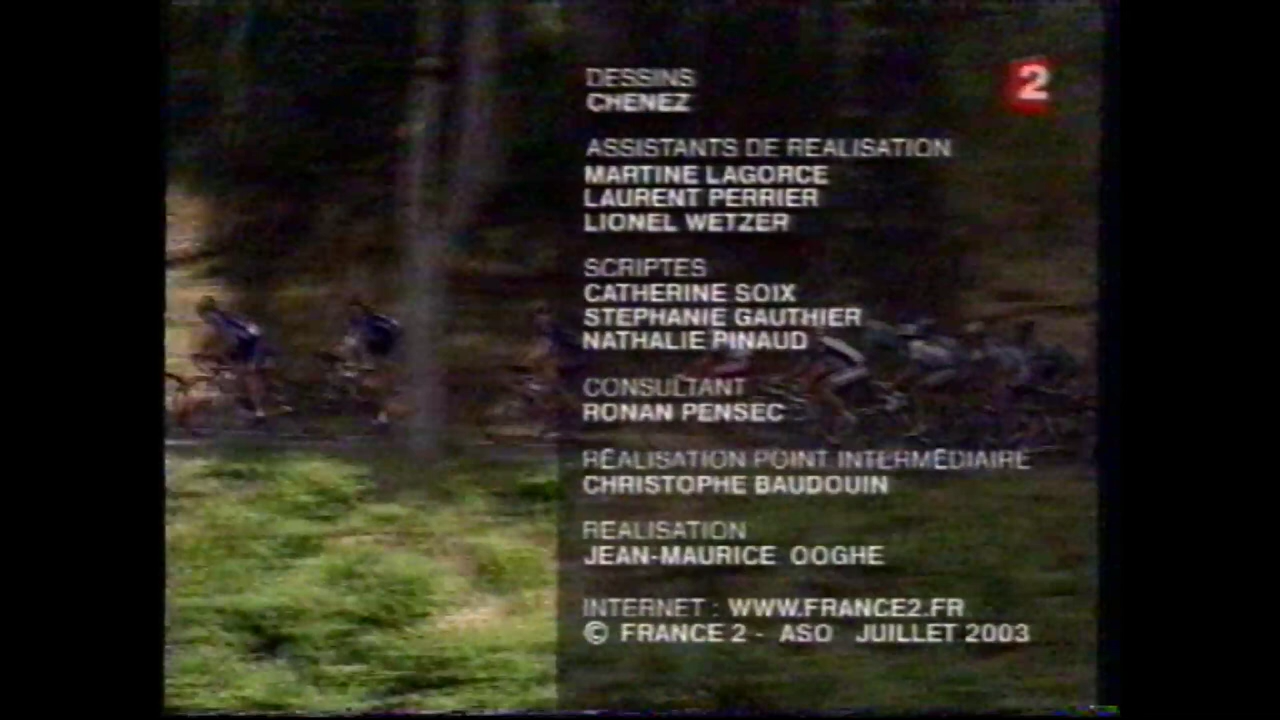 2
DESSINS
CHENEZ
ASSISTANTS DE REALISATION
MARTINE LAGORCE
LAURENT PERRIER
LIONEL WETZER
SCRIPTES
CATHERINE SOIX
STEPHANIE GAUTHIER
NATHALIE PINAUD
CONSULTANT
RONAN PENSEC
RÉALISATION POINT INTERMÉDIAIRE
CHRISTOPHE BAUDOUIN
REALISATION
JEAN-MAURICE OOGHE
INTERNET : WWW.FRANCE2.FR
© FRANCE 2 - ASO JUILLET 2003